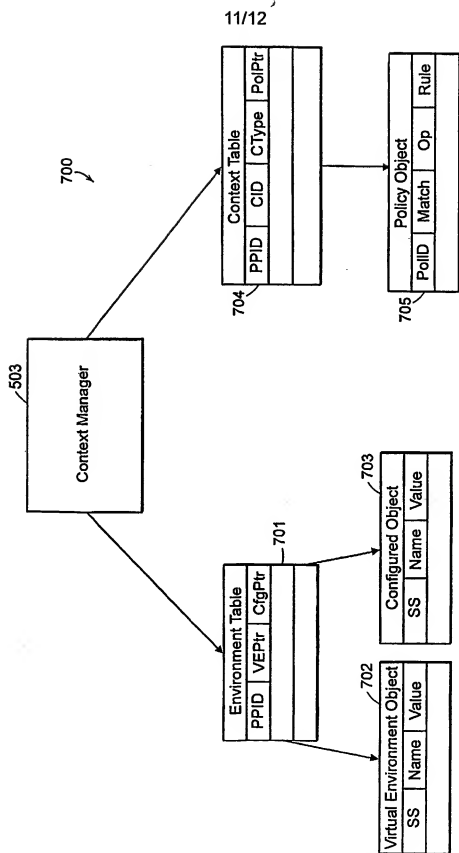 11/12
700
503
Context Manager
Environment Table
PPID VEPtr CfgPtr
701
Context Table
PPID CID CType PolPtr
704
Virtual Environment Object
SS Name Value
702
Configured Object
SS Name Value
703
Policy Object
PollD Match Op Rule
705